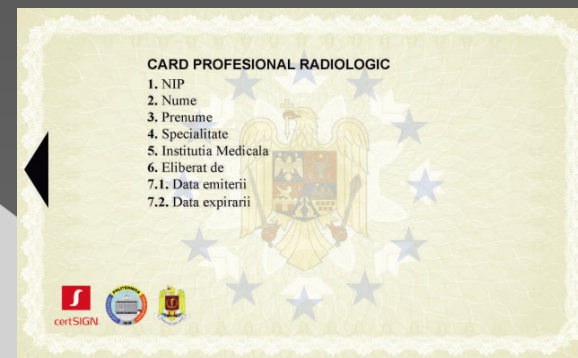 CARD PROFESIONAL RADIOLOGIC
1. NIP
2. Nume
3. Prenume
4. Specialitate
5. Institutia Medicala
6. Eliberat de
7.1. Data emiterii
7.2. Data expirarii
certSIGN
POLITEHNICA